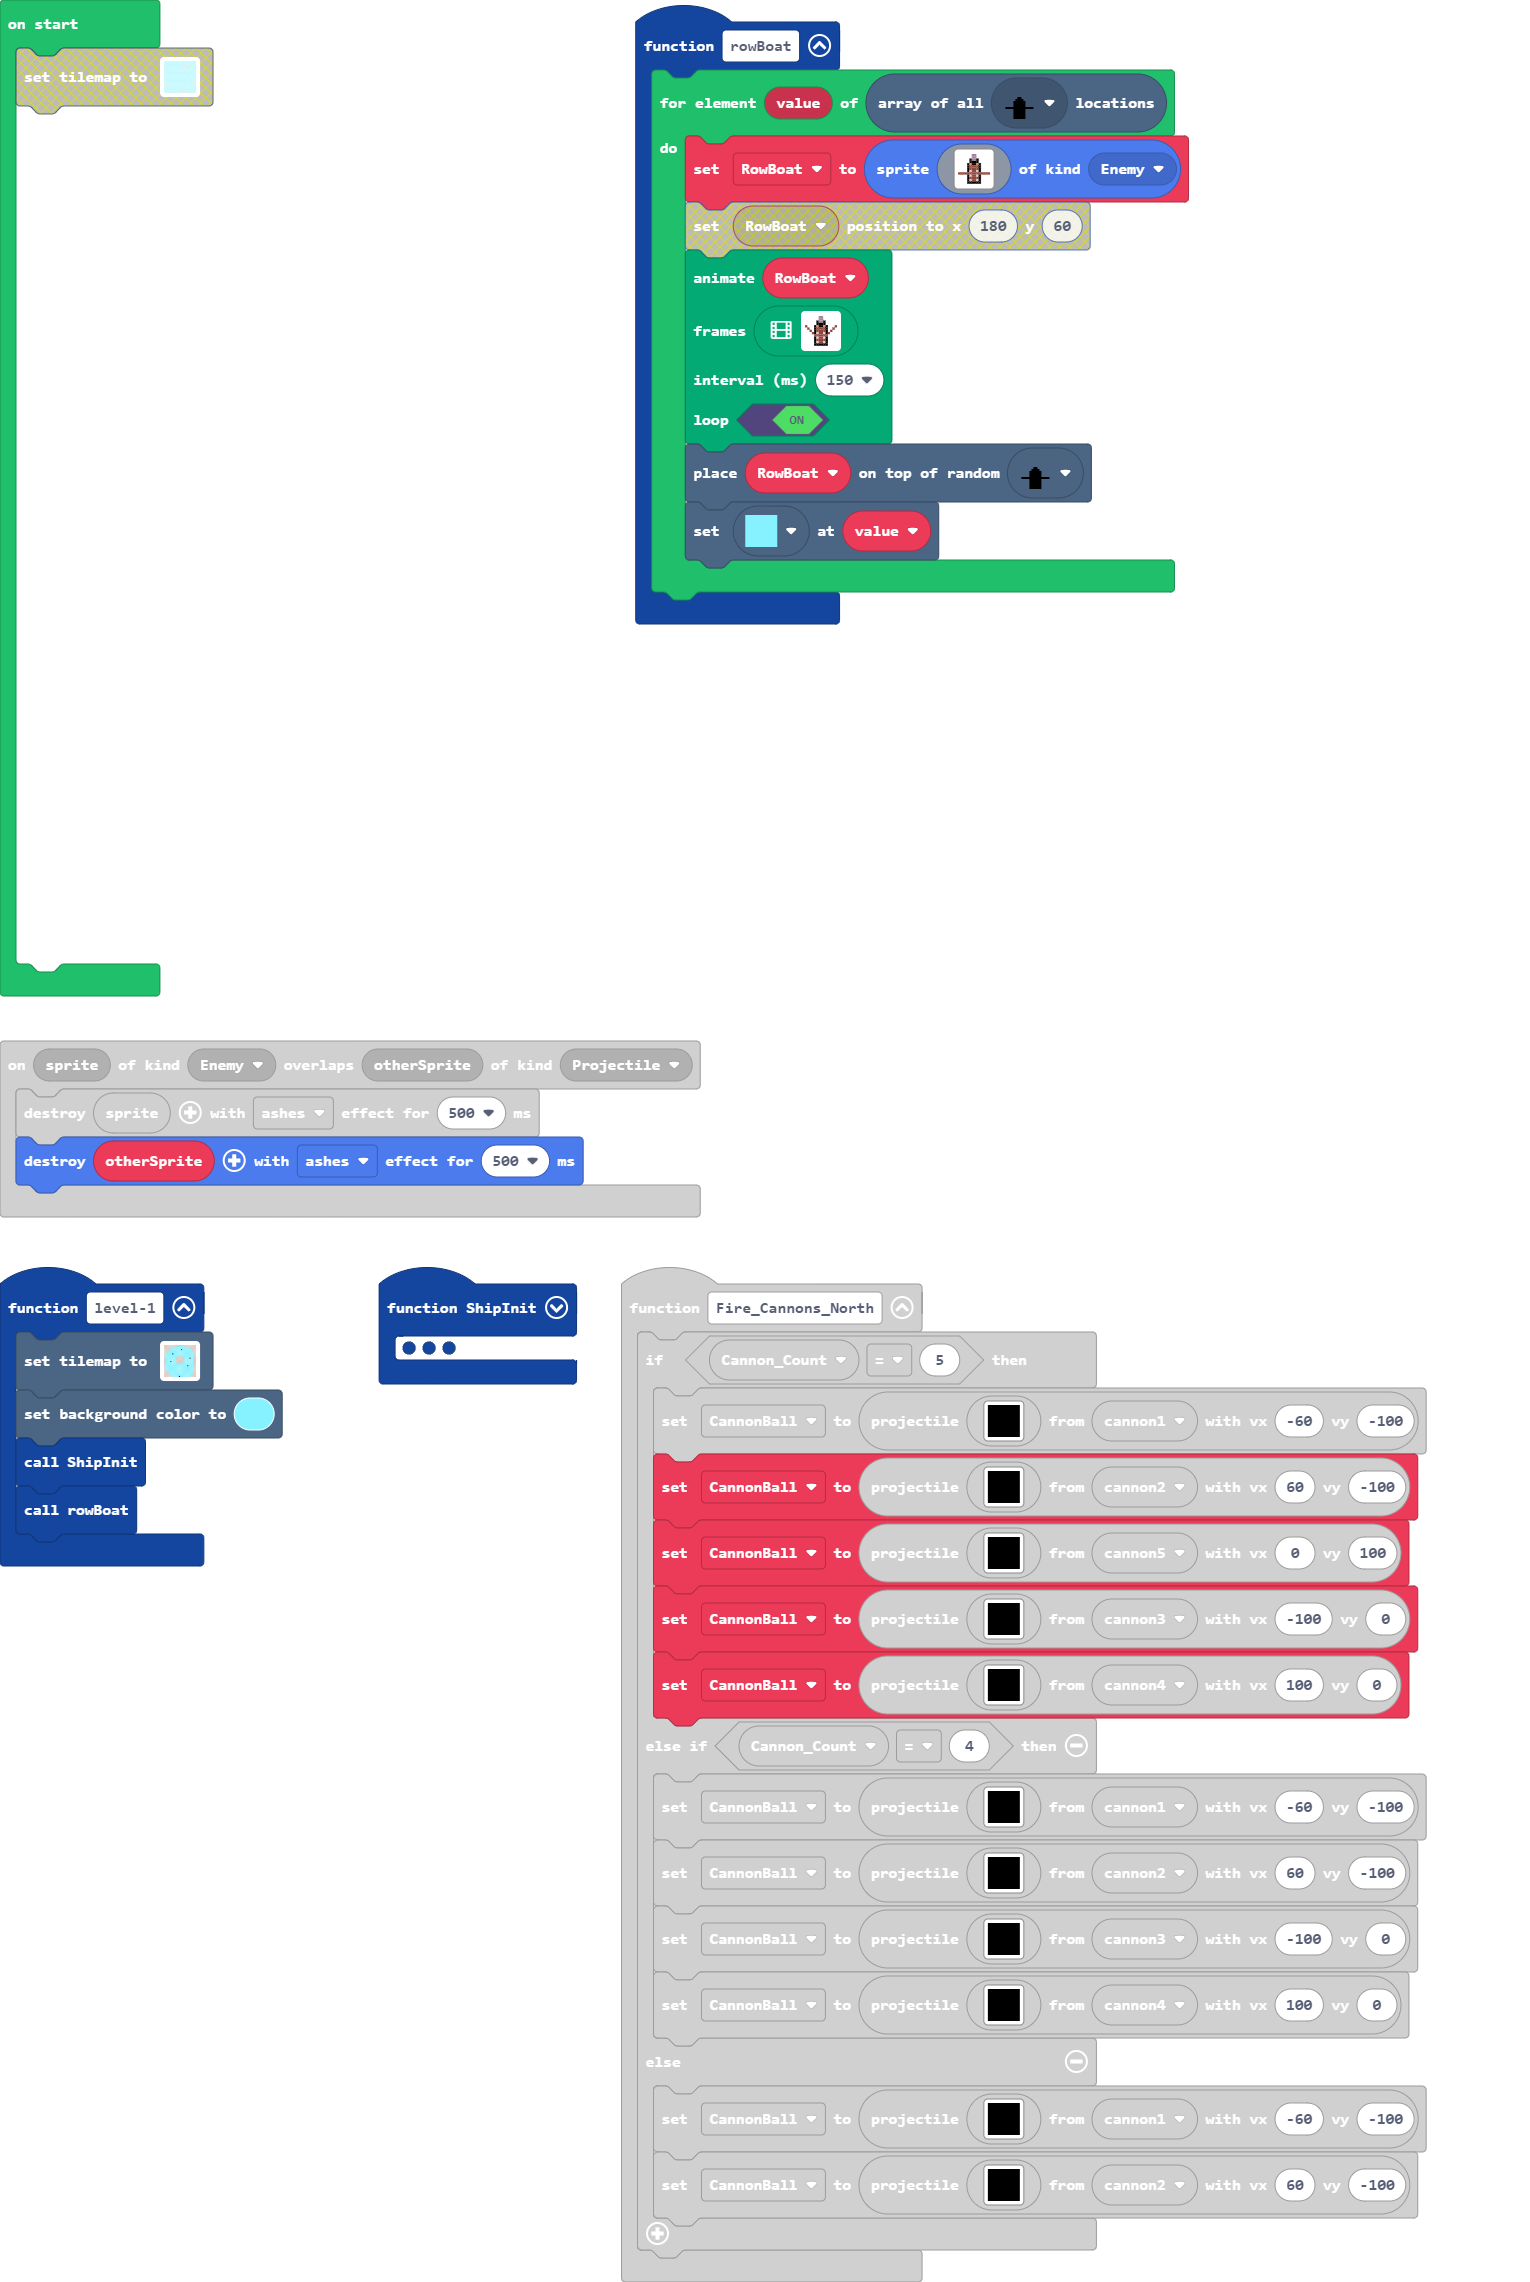 on start
set tilemap to
function rowBoat
for element value of array of all locations
do
set RowBoat to sprite of kind Enemy
set RowBoat position to x 180 y 60
animate RowBoat
frames
interval (ms) 150
loop ON
place RowBoat on top of random
set at value
on sprite of kind Enemy overlaps otherSprite of kind Projectile
destroy sprite with ashes effect for 500 ms
destroy otherSprite with ashes effect for 500 ms
function level-1
set tilemap to
set background color to
call ShipInit
call rowBoat
function ShipInit
function Fire_Cannons_North
if Cannon_Count = 5 then
set CannonBall to projectile from cannon1 with vx -60 vy -100
set CannonBall to projectile from cannon2 with vx 60 vy -100
set CannonBall to projectile from cannon5 with vx 0 vy 100
set CannonBall to projectile from cannon3 with vx -100 vy 0
set CannonBall to projectile from cannon4 with vx 100 vy 0
else if Cannon_Count = 4 then
set CannonBall to projectile from cannon1 with vx -60 vy -100
set CannonBall to projectile from cannon2 with vx 60 vy -100
set CannonBall to projectile from cannon3 with vx -100 vy 0
set CannonBall to projectile from cannon4 with vx 100 vy 0
else
set CannonBall to projectile from cannon1 with vx -60 vy -100
set CannonBall to projectile from cannon2 with vx 60 vy -100